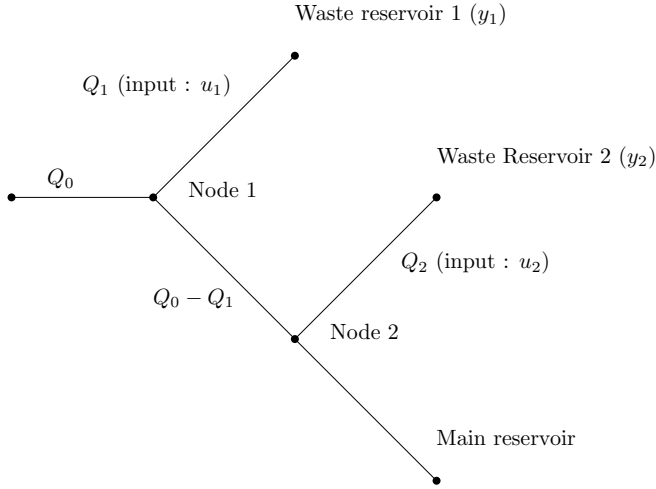 Waste reservoir 1 (y₁)
Q₁ (input : u₁)
Waste Reservoir 2 (y₂)
Q₀
Node 1
Q₂ (input : u₂)
Q₀ − Q₁
Node 2
Main reservoir